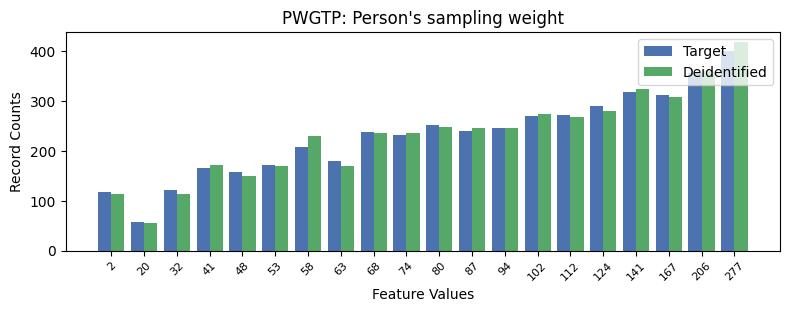 PWGTP: Person's sampling weight
Record Counts
400
300
200
100
0
Target
Deidentified
2 20 32 41 48 53 58 63 68 74 80 87 94 102 112 124 141 167 206 277
Feature Values